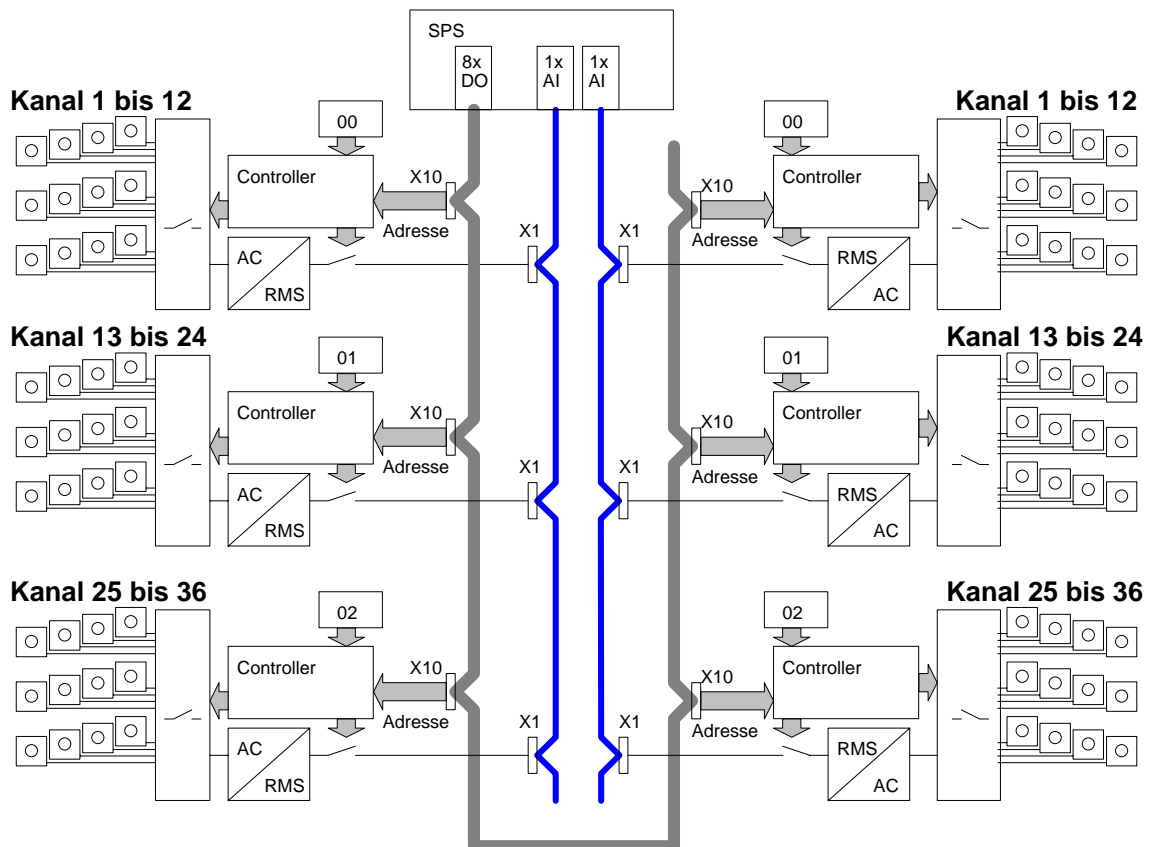 SPS
8x
DO
1x
AI
1x
AI
Kanal 1 bis 12
00
Controller
X10
Adresse
AC
RMS
X1
Kanal 1 bis 12
00
Controller
X10
Adresse
RMS
AC
X1
Kanal 13 bis 24
01
Controller
X10
Adresse
AC
RMS
X1
Kanal 13 bis 24
01
Controller
X10
Adresse
RMS
AC
X1
Kanal 25 bis 36
02
Controller
X10
Adresse
AC
RMS
X1
Kanal 25 bis 36
02
Controller
X10
Adresse
RMS
AC
X1